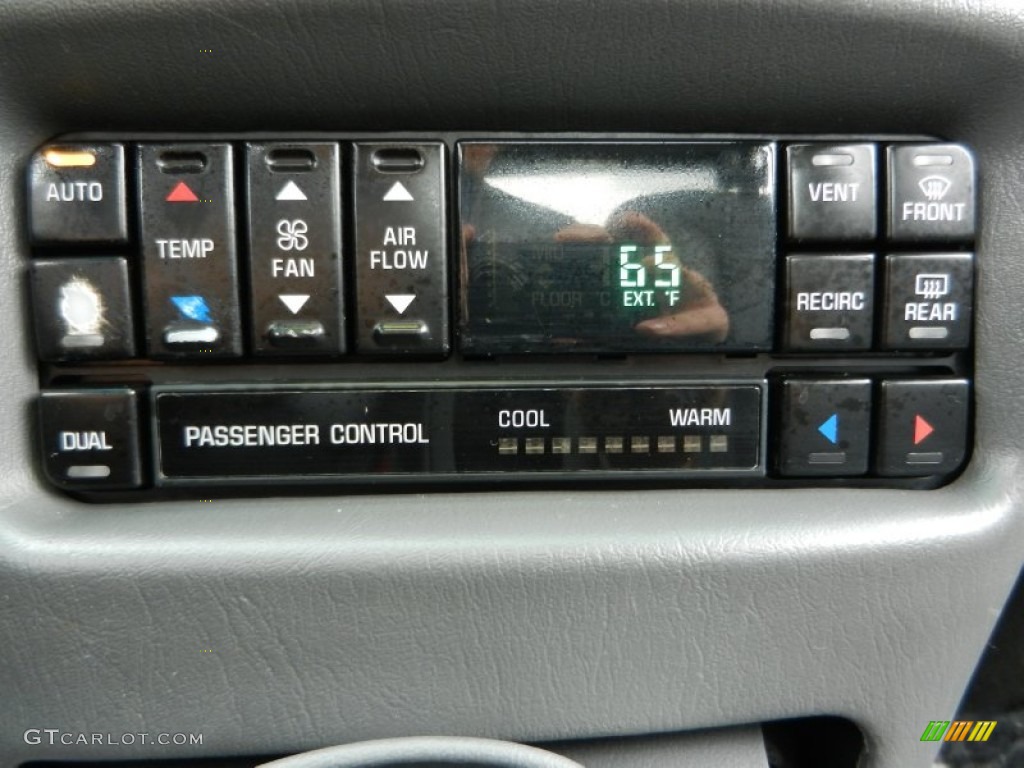 AUTO
TEMP
FAN
AIR
FLOW
65
EXT. °F
FLOOR °C
VENT
FRONT
RECIRC
REAR
DUAL
PASSENGER CONTROL
COOL
WARM
GTCARLOT.COM